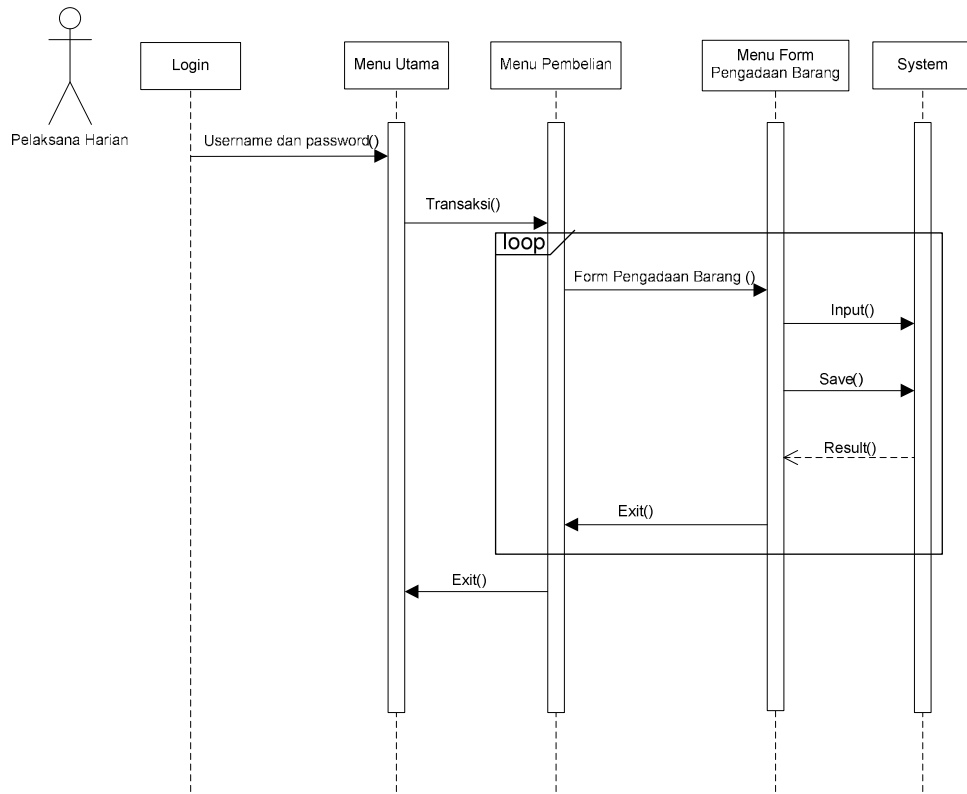 Pelaksana Harian
Login
Menu Utama
Menu Pembelian
Menu Form
Pengadaan Barang
System
Username dan password()
Transaksi()
loop
Form Pengadaan Barang ()
Input()
Save()
Result()
Exit()
Exit()